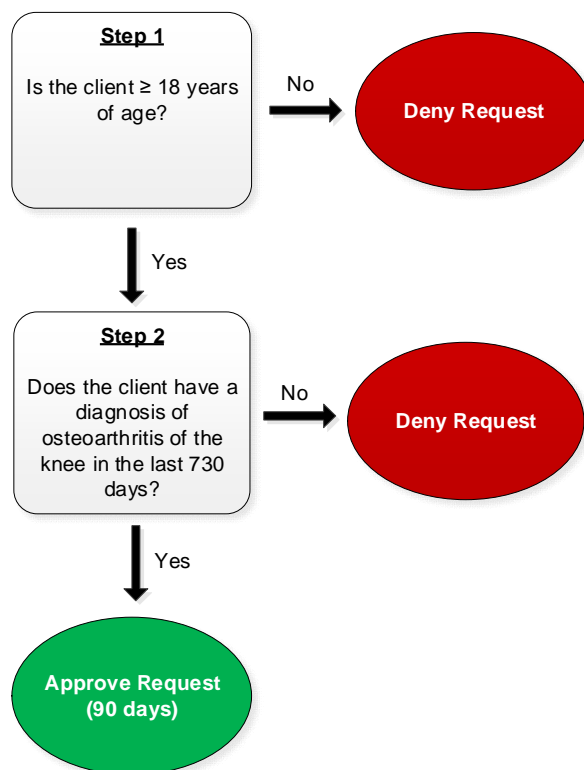 Step 1
Is the client ≥ 18 years
of age?
No
Deny Request
Yes
Step 2
Does the client have a
diagnosis of
osteoarthritis of the
knee in the last 730
days?
No
Deny Request
Yes
Approve Request
(90 days)